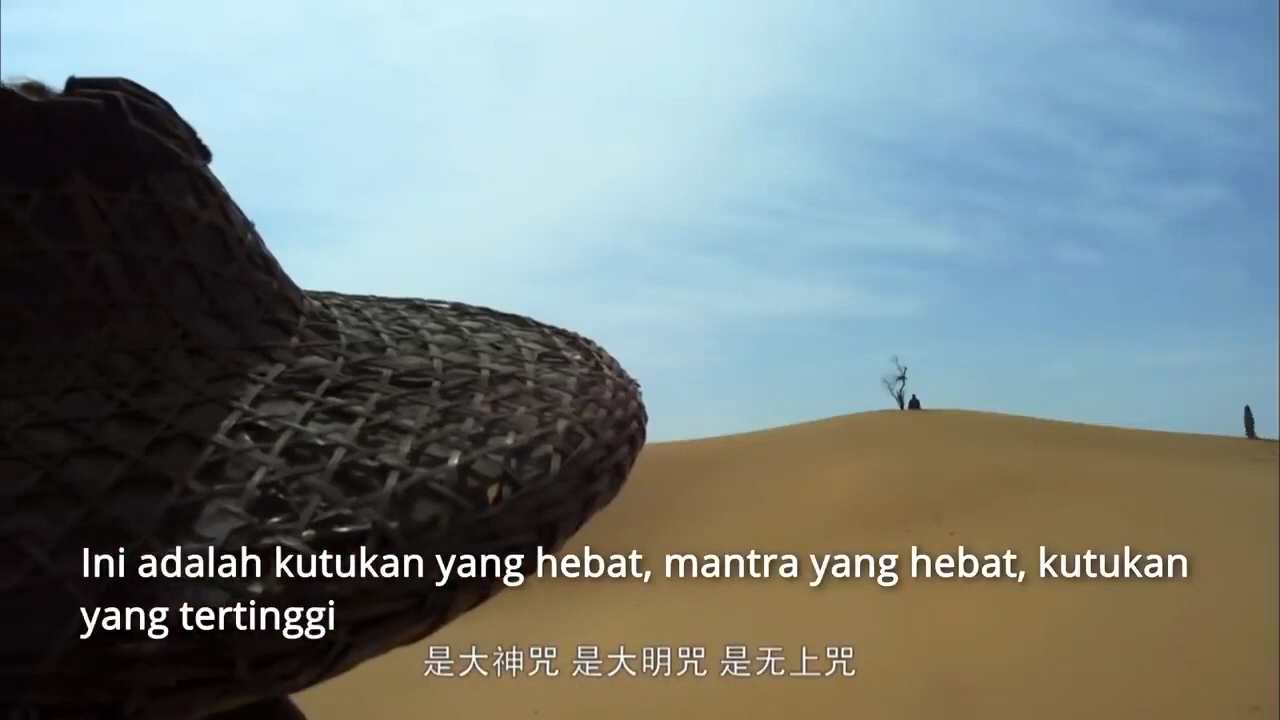 Ini adalah kutukan yang hebat, mantra yang hebat, kutukan
yang tertinggi
是大神咒 是大明咒 是无上咒